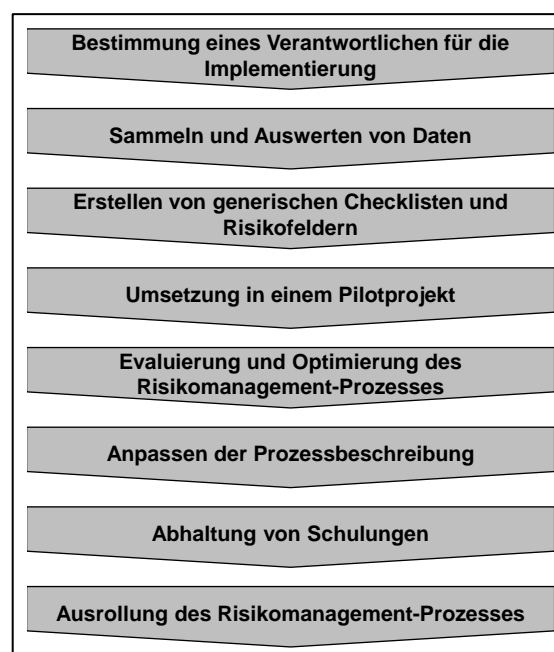 Bestimmung eines Verantwortlichen für die
Implementierung
Sammeln und Auswerten von Daten
Erstellen von generischen Checklisten und
Risikofeldern
Umsetzung in einem Pilotprojekt
Evaluierung und Optimierung des
Risikomanagement-Prozesses
Anpassen der Prozessbeschreibung
Abhaltung von Schulungen
Ausrollung des Risikomanagement-Prozesses